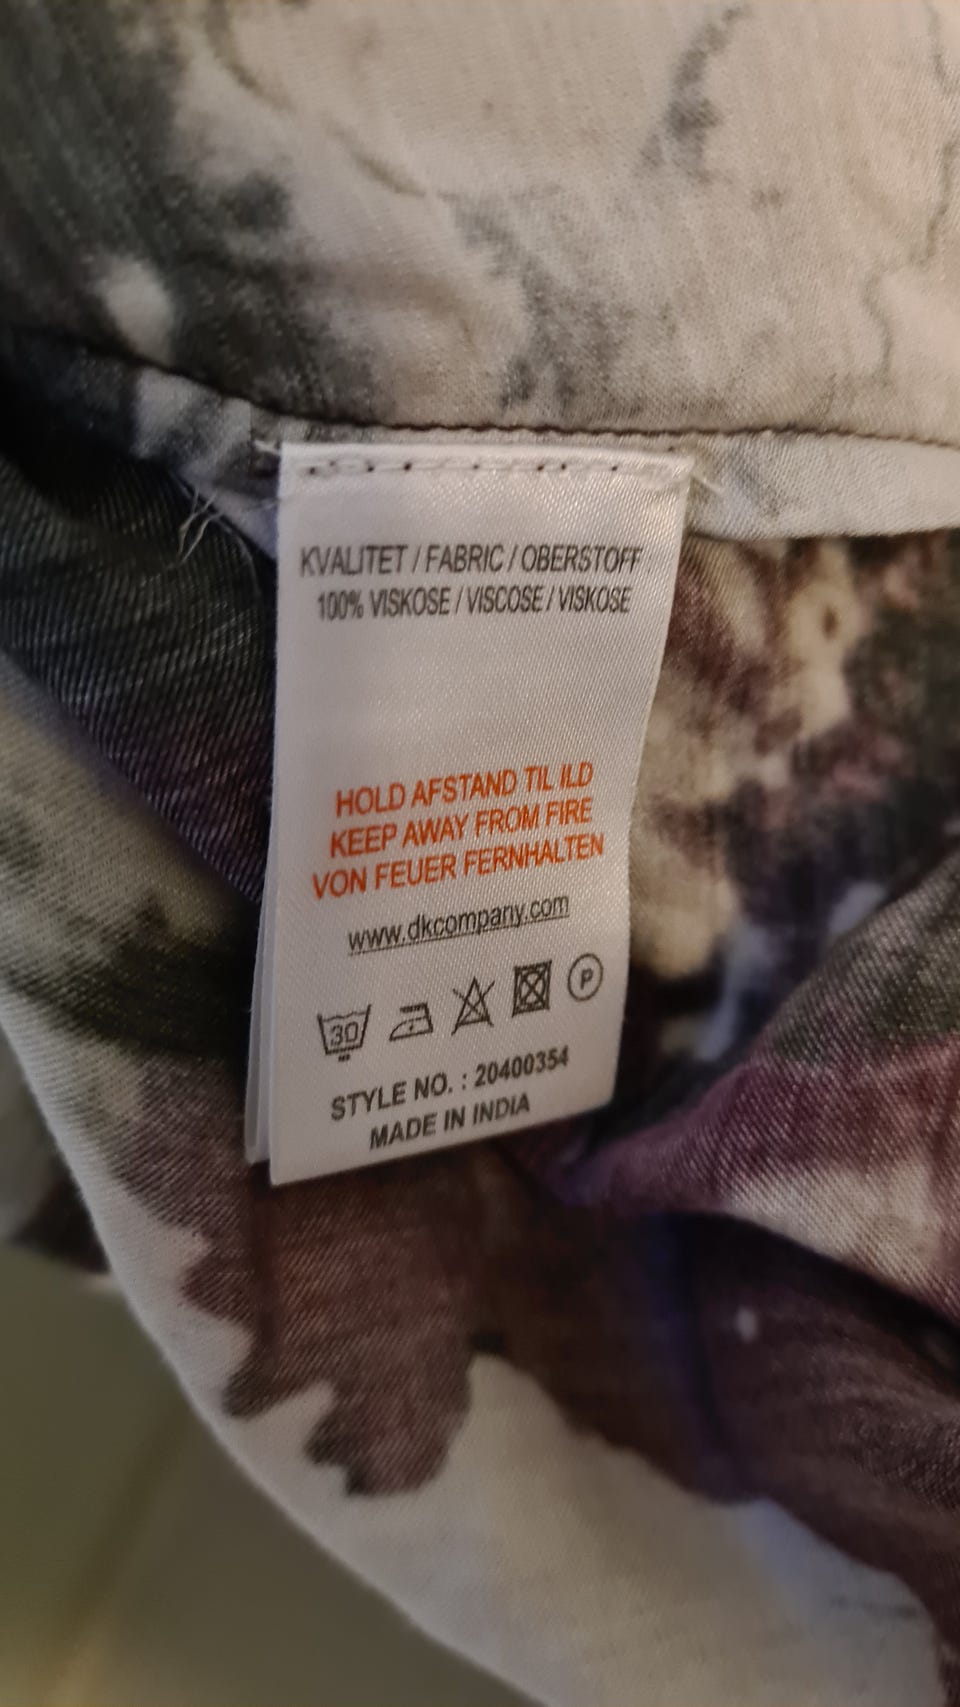 KVALITET / FABRIC / OBERSTOFF
100% VISKOSE / VISCOSE / VISKOSE
HOLD AFSTAND TIL ILD
KEEP AWAY FROM FIRE
VON FEUER FERNHALTEN
www.dkcompany.com
30 P
STYLE NO. : 20400354
MADE IN INDIA